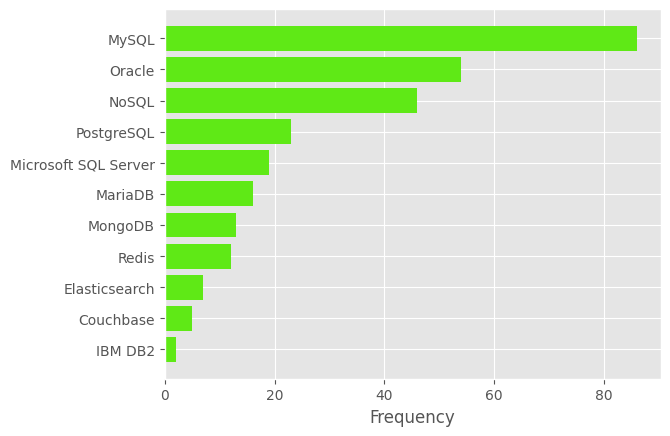 MySQL
Oracle
NoSQL
PostgreSQL
Microsoft SQL Server
MariaDB
MongoDB
Redis
Elasticsearch
Couchbase
IBM DB2
0 20 40 60 80
Frequency